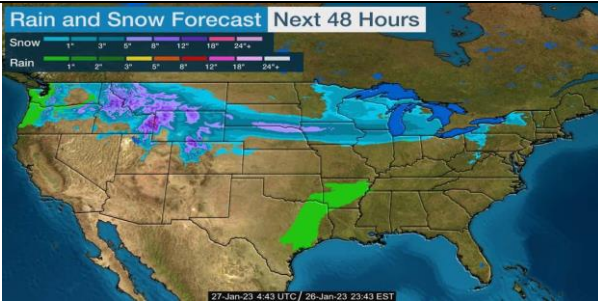 Rain and Snow Forecast Next 48 Hours
Snow
1" 3" 5" 8" 12" 18" 24"+
Rain
1" 2" 3" 5" 8" 12" 18" 24"+
27-Jan-23 4:43 UTC / 26-Jan-23 23:43 EST